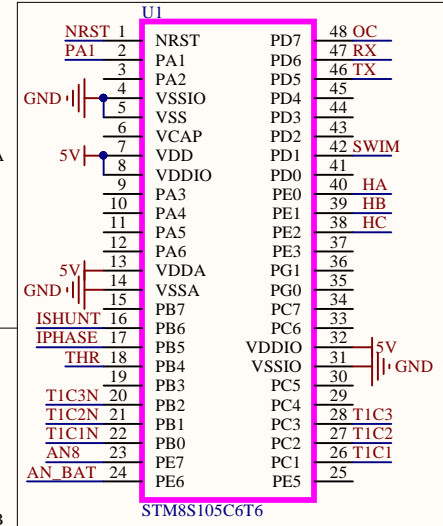 U1
NRST 1 NRST PD7 48 OC
PA1 2 PA1 PD6 47 RX
3 PA2 PD5 46 TX
GND 4 VSSIO PD4 45
5 VSS PD3 44
6 VCAP PD2 43
5V 7 VDD PD1 42 SWIM
8 VDDIO PD0 41
9 PA3 PE0 40 HA
10 PA4 PE1 39 HB
11 PA5 PE2 38 HC
12 PA6 PE3 37
5V 13 VDDA PG1 36
GND 14 VSSA PG0 35
15 PB7 PC7 34
ISHUNT 16 PB6 PC6 33
IPHASE 17 PB5 VDDIO 32 5V
THR 18 PB4 VSSIO 31 GND
19 PB3 PC5 30
T1C3N 20 PB2 PC4 29
T1C2N 21 PB1 PC3 28 T1C3
T1C1N 22 PB0 PC2 27 T1C2
AN8 23 PE7 PC1 26 T1C1
AN_BAT 24 PE6 PE5 25
STM8S105C6T6